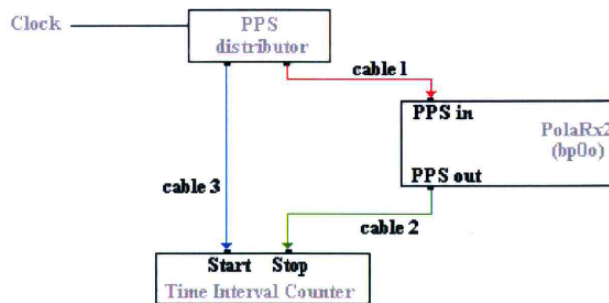 Clock
PPS
distributor
cable 1
PPS in
PolaRx2
(bp0o)
PPS out
cable 3
cable 2
Start
Stop
Time Interval Counter